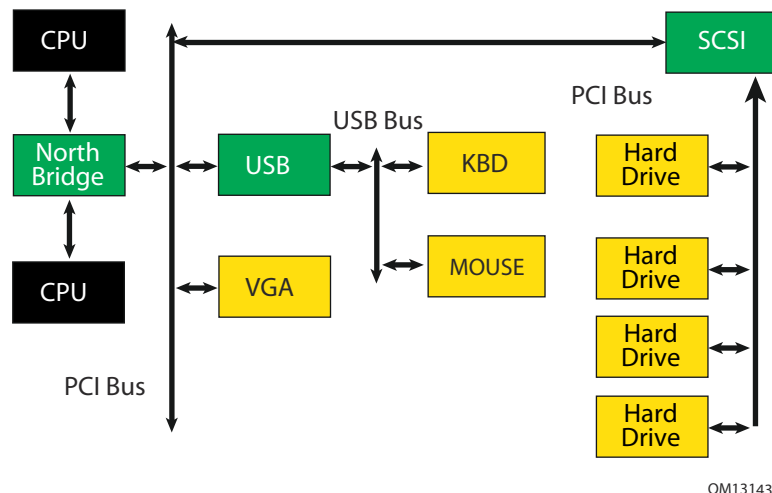 CPU
SCSI
PCI Bus
USB Bus
North
Bridge
USB
KBD
Hard
Drive
VGA
MOUSE
Hard
Drive
CPU
Hard
Drive
PCI Bus
Hard
Drive
OM13143